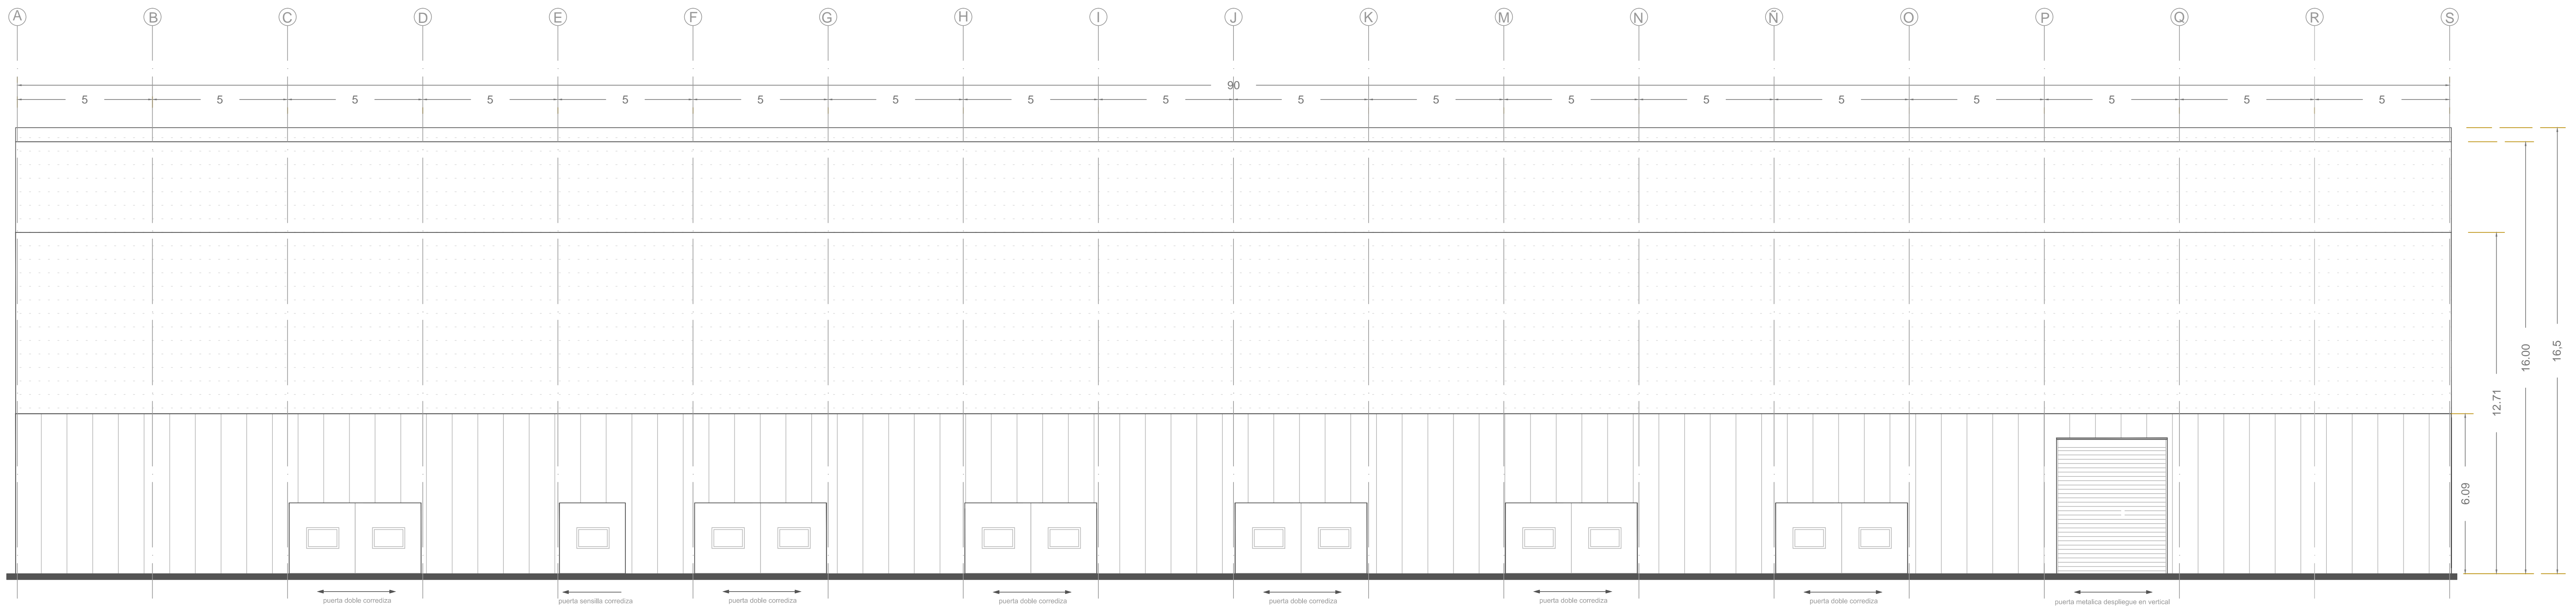 A B C D E F G H I J K M N Ñ O P Q R S
90
5 5 5 5 5 5 5 5 5 5 5 5 5 5 5 5 5 5
16,5
16.00
12.71
6.09
puerta doble corrediza
puerta sensilla corrediza
puerta doble corrediza
puerta doble corrediza
puerta doble corrediza
puerta doble corrediza
puerta doble corrediza
puerta metalica despliegue en vertical